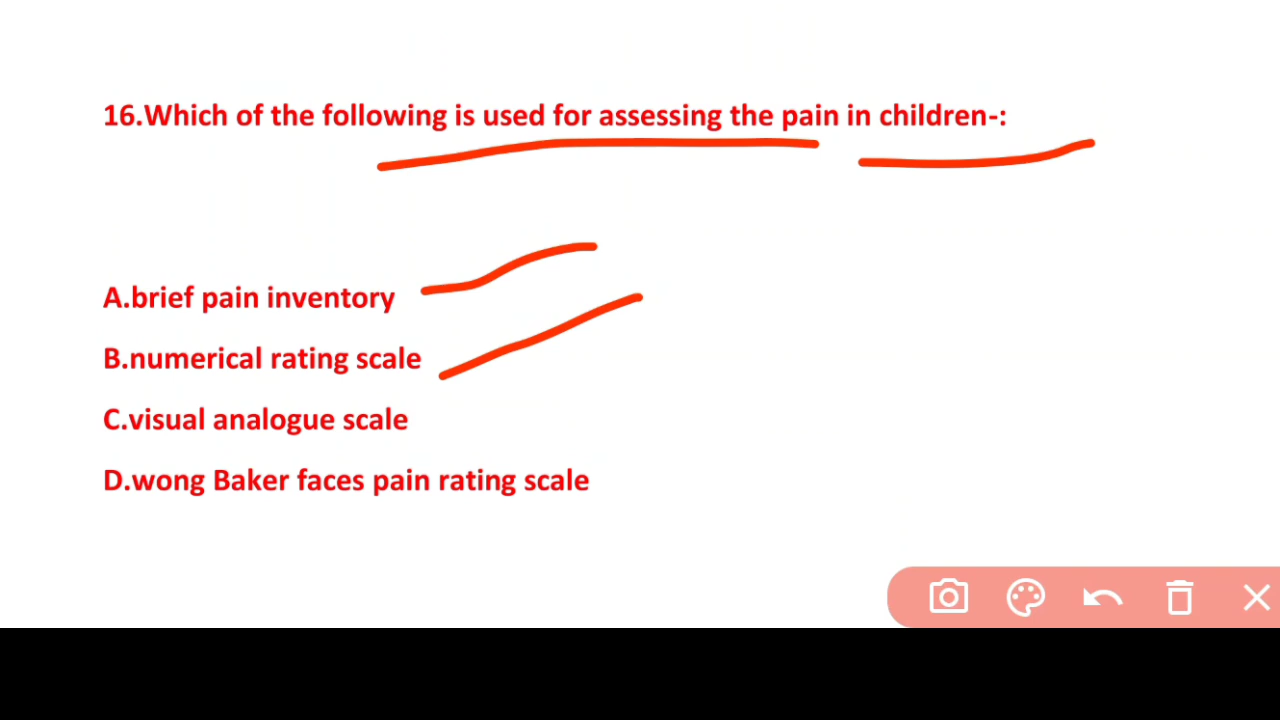 16.Which of the following is used for assessing the pain in children-:
A.brief pain inventory
B.numerical rating scale
C.visual analogue scale
D.wong Baker faces pain rating scale